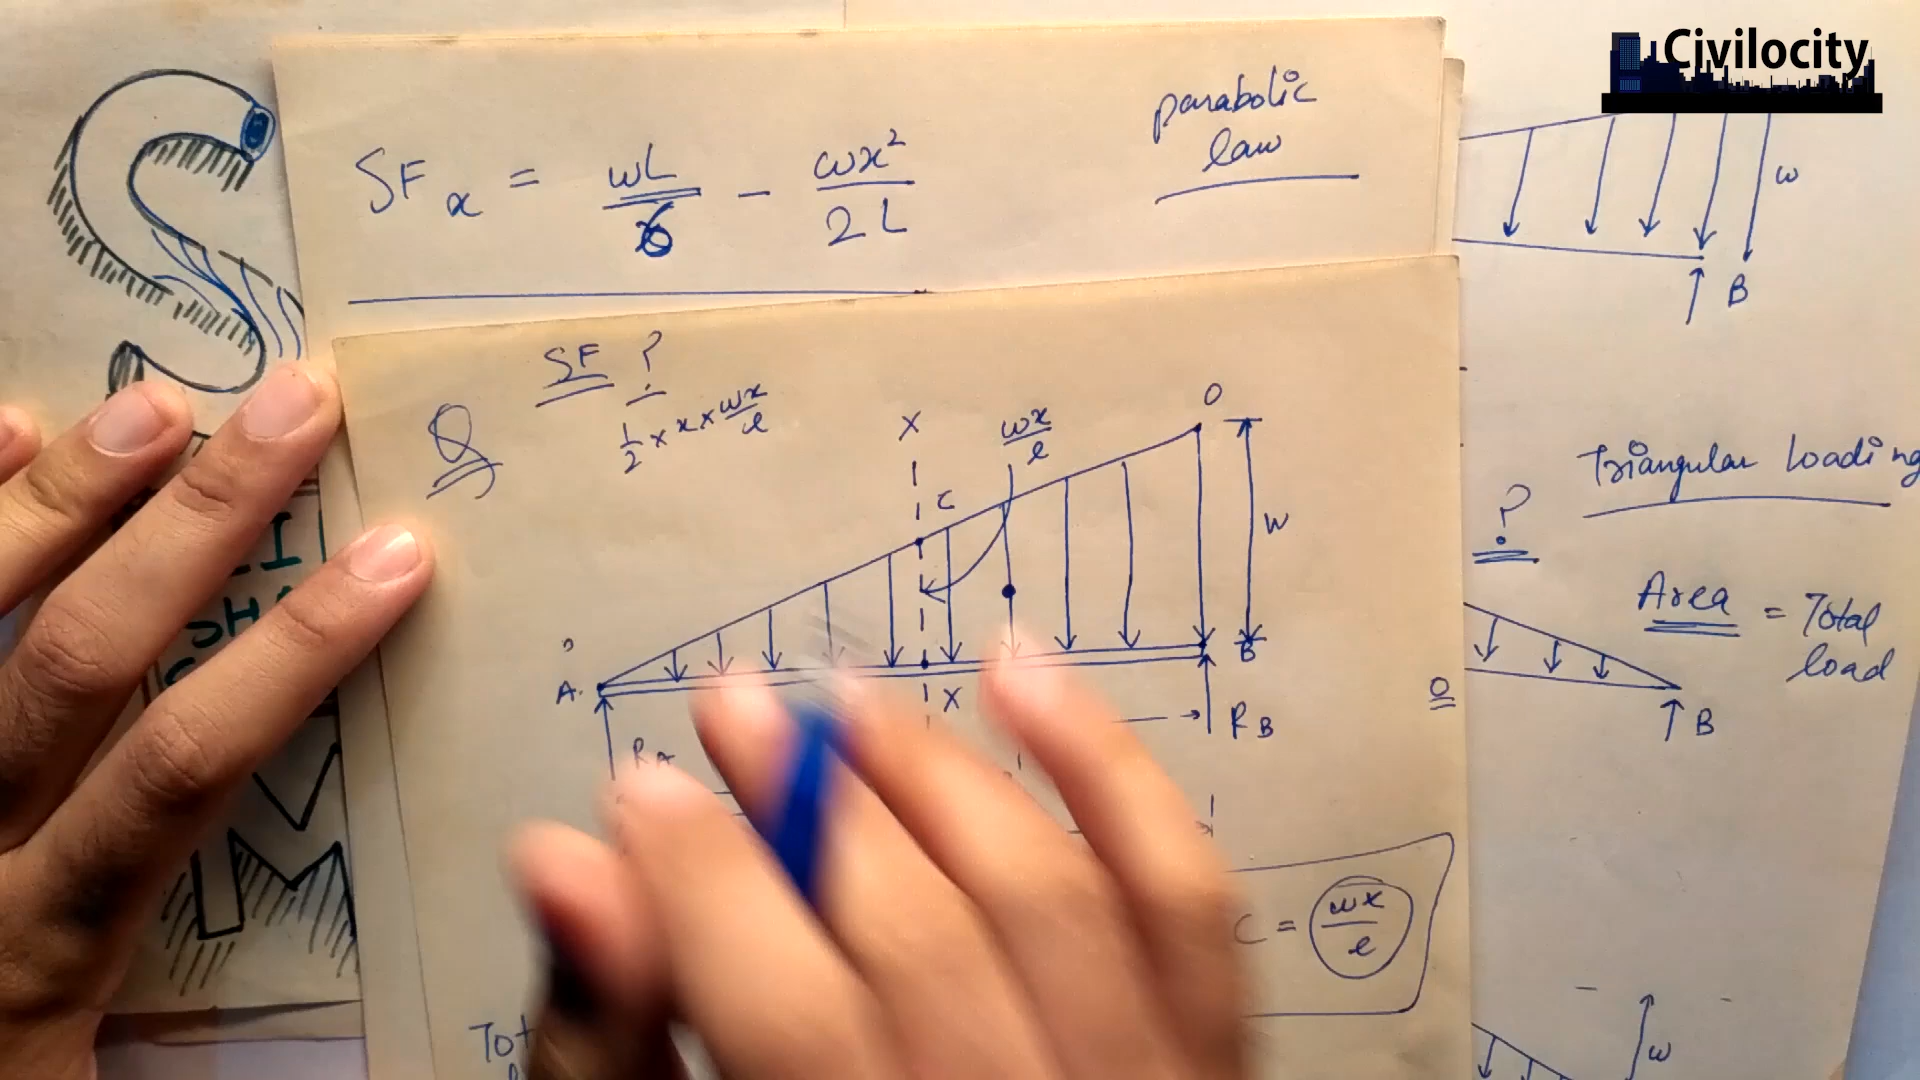 Civilocity
SFx = wL/6 - wx²/2L
parabolic
law
w
B
SF ?
Q
1/2 × x × wx/l
X
wx/l
O
C
w
A.
X
B
RA
RB
Triangular loading
?
Area = Total
load
O
B
C = wx/l
w